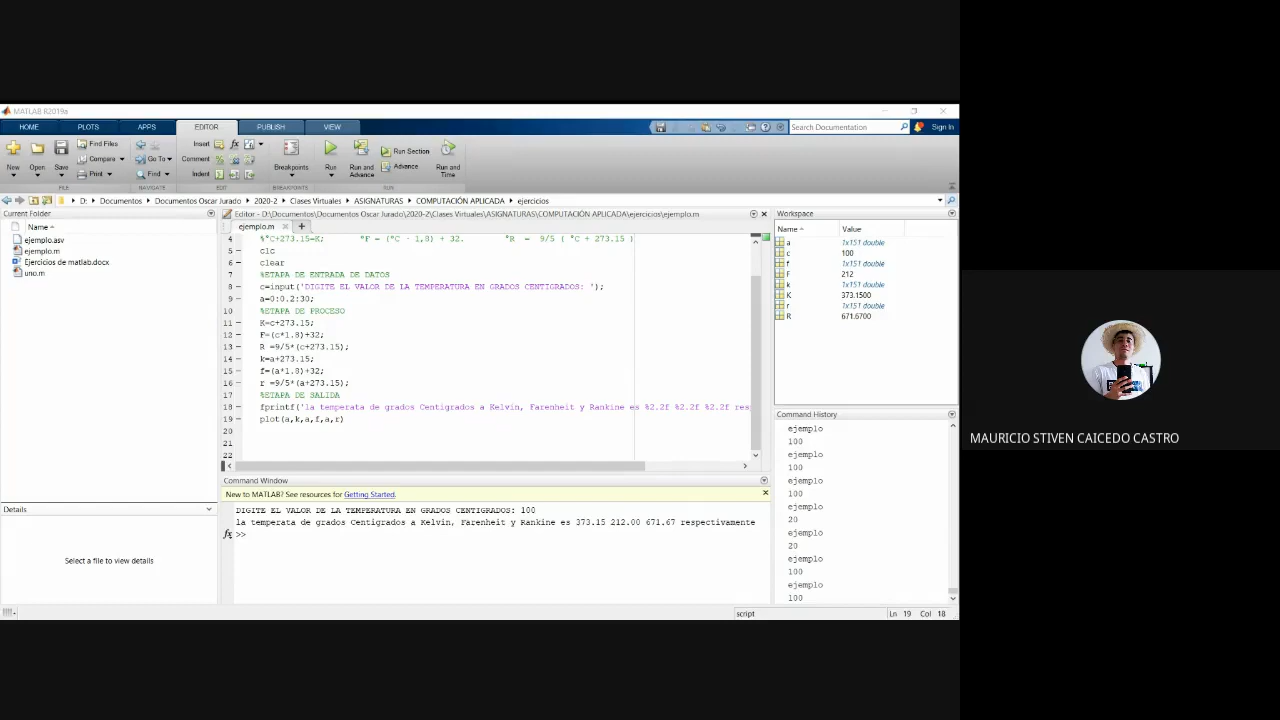 MATLAB R2019a
HOME PLOTS APPS EDITOR PUBLISH VIEW Search Documentation Sign In
Find Files Insert fx Run Section
New Open Save Compare Go To Comment Breakpoints Run Run and Advance Advance Run and Time
Print Find Indent
FILE NAVIGATE EDIT BREAKPOINTS RUN
D: Documentos Documentos Oscar Jurado 2020-2 Clases Virtuales ASIGNATURAS COMPUTACIÓN APLICADA ejercicios
Current Folder
Name
ejemplo.asv
ejemplo.m
Ejercicios de matlab.docx
uno.m
Details
Select a file to view details
Editor - D:\Documentos\Documentos Oscar Jurado\2020-2\Clases Virtuales\ASIGNATURAS\COMPUTACIÓN APLICADA\ejercicios\ejemplo.m
ejemplo.m
4 %°C+273.15=K; °F = (°C · 1,8) + 32. °R = 9/5 ( °C + 273.15 )
5 clc
6 clear
7 %ETAPA DE ENTRADA DE DATOS
8 c=input('DIGITE EL VALOR DE LA TEMPERATURA EN GRADOS CENTIGRADOS: ');
9 a=0:0.2:30;
10 %ETAPA DE PROCESO
11 K=c+273.15;
12 F=(c*1.8)+32;
13 R =9/5*(c+273.15);
14 k=a+273.15;
15 f=(a*1.8)+32;
16 r =9/5*(a+273.15);
17 %ETAPA DE SALIDA
18 fprintf('la temperata de grados Centigrados a Kelvin, Farenheit y Rankine es %2.2f %2.2f %2.2f res
19 plot(a,k,a,f,a,r)
20
21
22
Command Window
New to MATLAB? See resources for Getting Started.
DIGITE EL VALOR DE LA TEMPERATURA EN GRADOS CENTIGRADOS: 100
la temperata de grados Centigrados a Kelvin, Farenheit y Rankine es 373.15 212.00 671.67 respectivamente
fx >>
Workspace
Name Value
a 1x151 double
c 100
f 1x151 double
F 212
k 1x151 double
K 373.1500
r 1x151 double
R 671.6700
Command History
ejemplo
100
ejemplo
100
ejemplo
100
ejemplo
20
ejemplo
20
ejemplo
100
ejemplo
100
script Ln 19 Col 18
MAURICIO STIVEN CAICEDO CASTRO